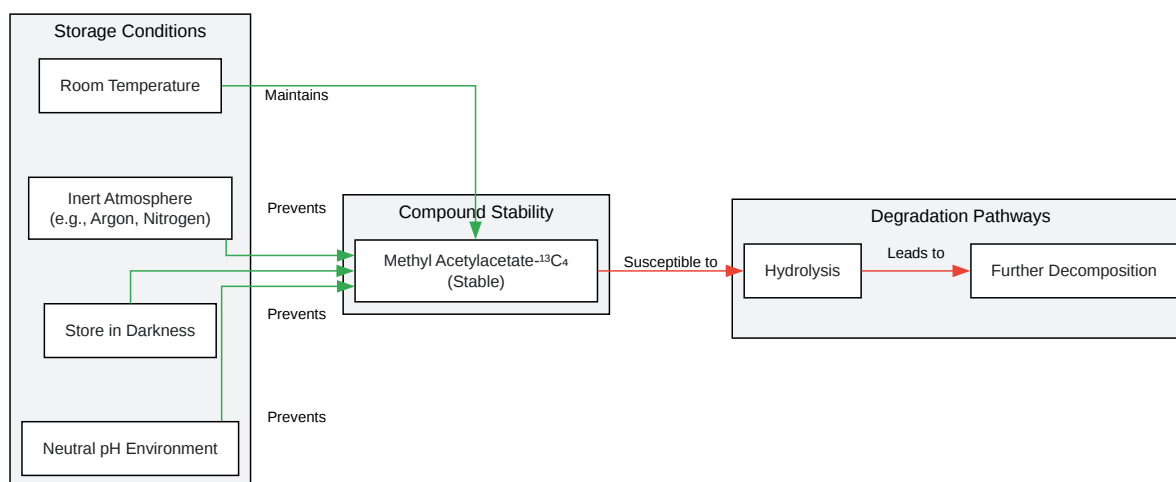 Storage Conditions
Room Temperature
Maintains
Inert Atmosphere
(e.g., Argon, Nitrogen)
Prevents
Store in Darkness
Prevents
Neutral pH Environment
Prevents
Compound Stability
Methyl Acetylacetate-¹³C₄
(Stable)
Susceptible to
Degradation Pathways
Hydrolysis
Leads to
Further Decomposition